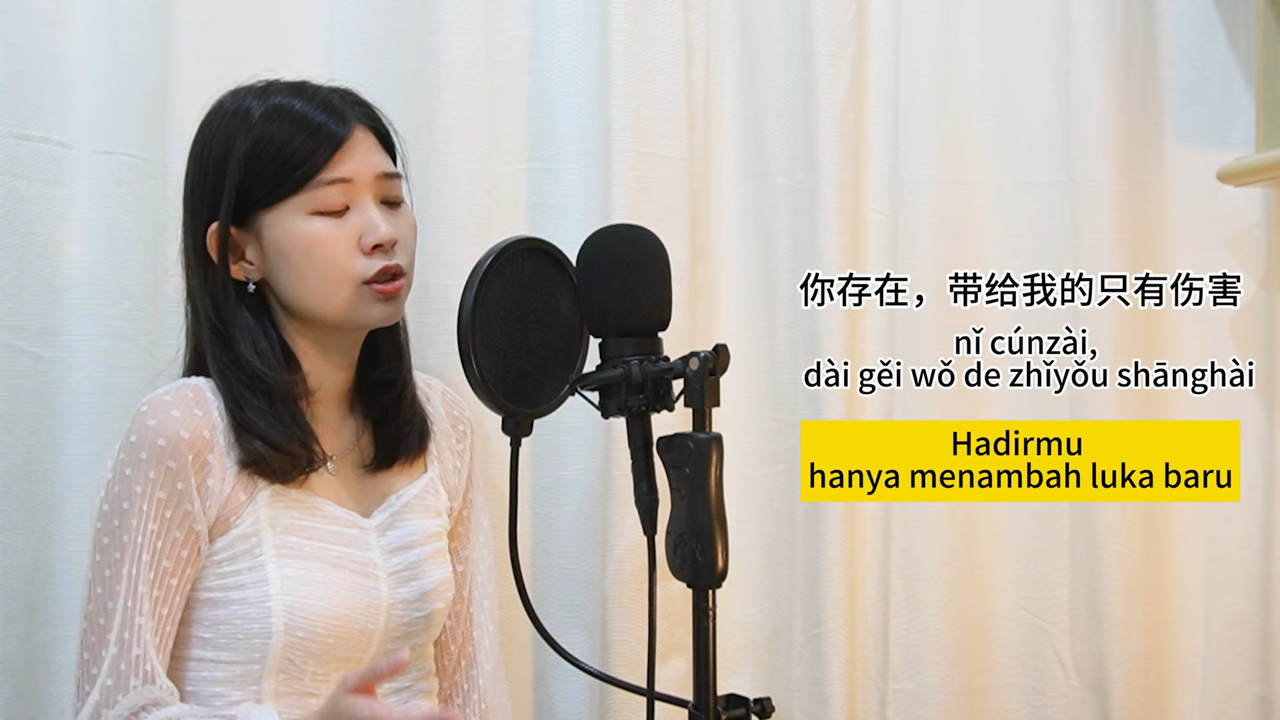 你存在，带给我的只有伤害
nǐ cúnzài,
dài gěi wǒ de zhǐyǒu shānghài
Hadirmu
hanya menambah luka baru